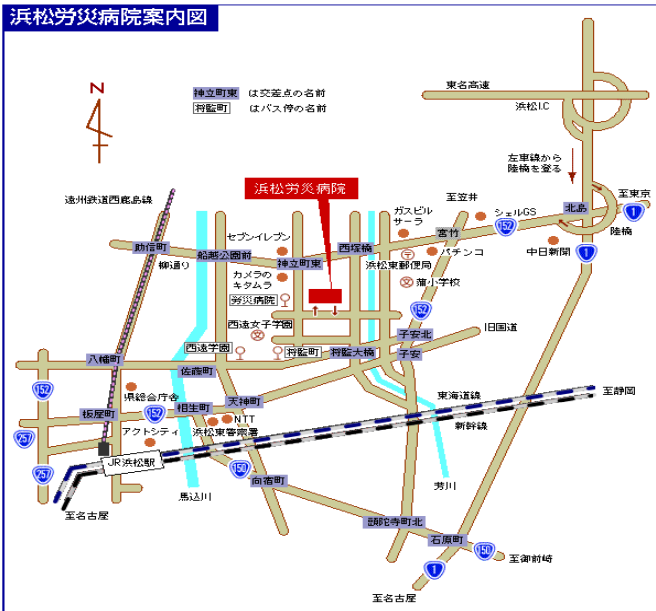 浜松労災病院案内図
N
神立町東 は交差点の名前
将監町 はバス停の名前
東名高速
浜松I.C
左車線から
陸橋を登る
浜松労災病院
遠州鉄道西鹿島線
至笠井
シェルGS
北島
至東京
1
152
陸橋
ガスビル
サーラ
宮竹
セブンイレブン
西塚橋
助信町
船越公園前
神立町東
浜松東郵便局
パチンコ
中日新聞
1
柳通り
カメラの
キタムラ
蒲小学校
労災病院
152
西遠女子学園
子安北
旧国道
西遠学園
将監町
将監大橋
子安
八幡町
佐藤町
152
県総合庁舎
天神町
東海道線
至静岡
板屋町
152
相生町
NTT
新幹線
257
アクトシティ
浜松東警察署
JR浜松駅
150
257
向宿町
馬込川
芳川
至名古屋
頭陀寺町北
石原町
150
至御前崎
1
至名古屋